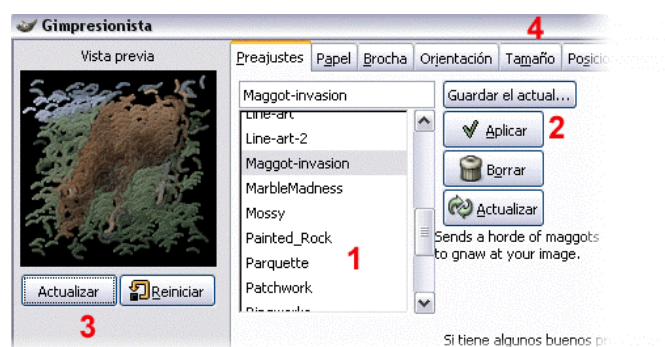 Gimpresionista
4
Vista previa
Preajustes Papel Brocha Orientación Tamaño
Maggot-invasion
Guardar el actual...
Line-art
Line-art-2
Maggot-invasion
MarbleMadness
Mossy
Painted_Rock
Parquette
Patchwork
1
Aplicar
2
Borrar
Actualizar
Sends a horde of maggots
to gnaw at your image.
Actualizar
Reiniciar
3
Si tiene algunos buenos